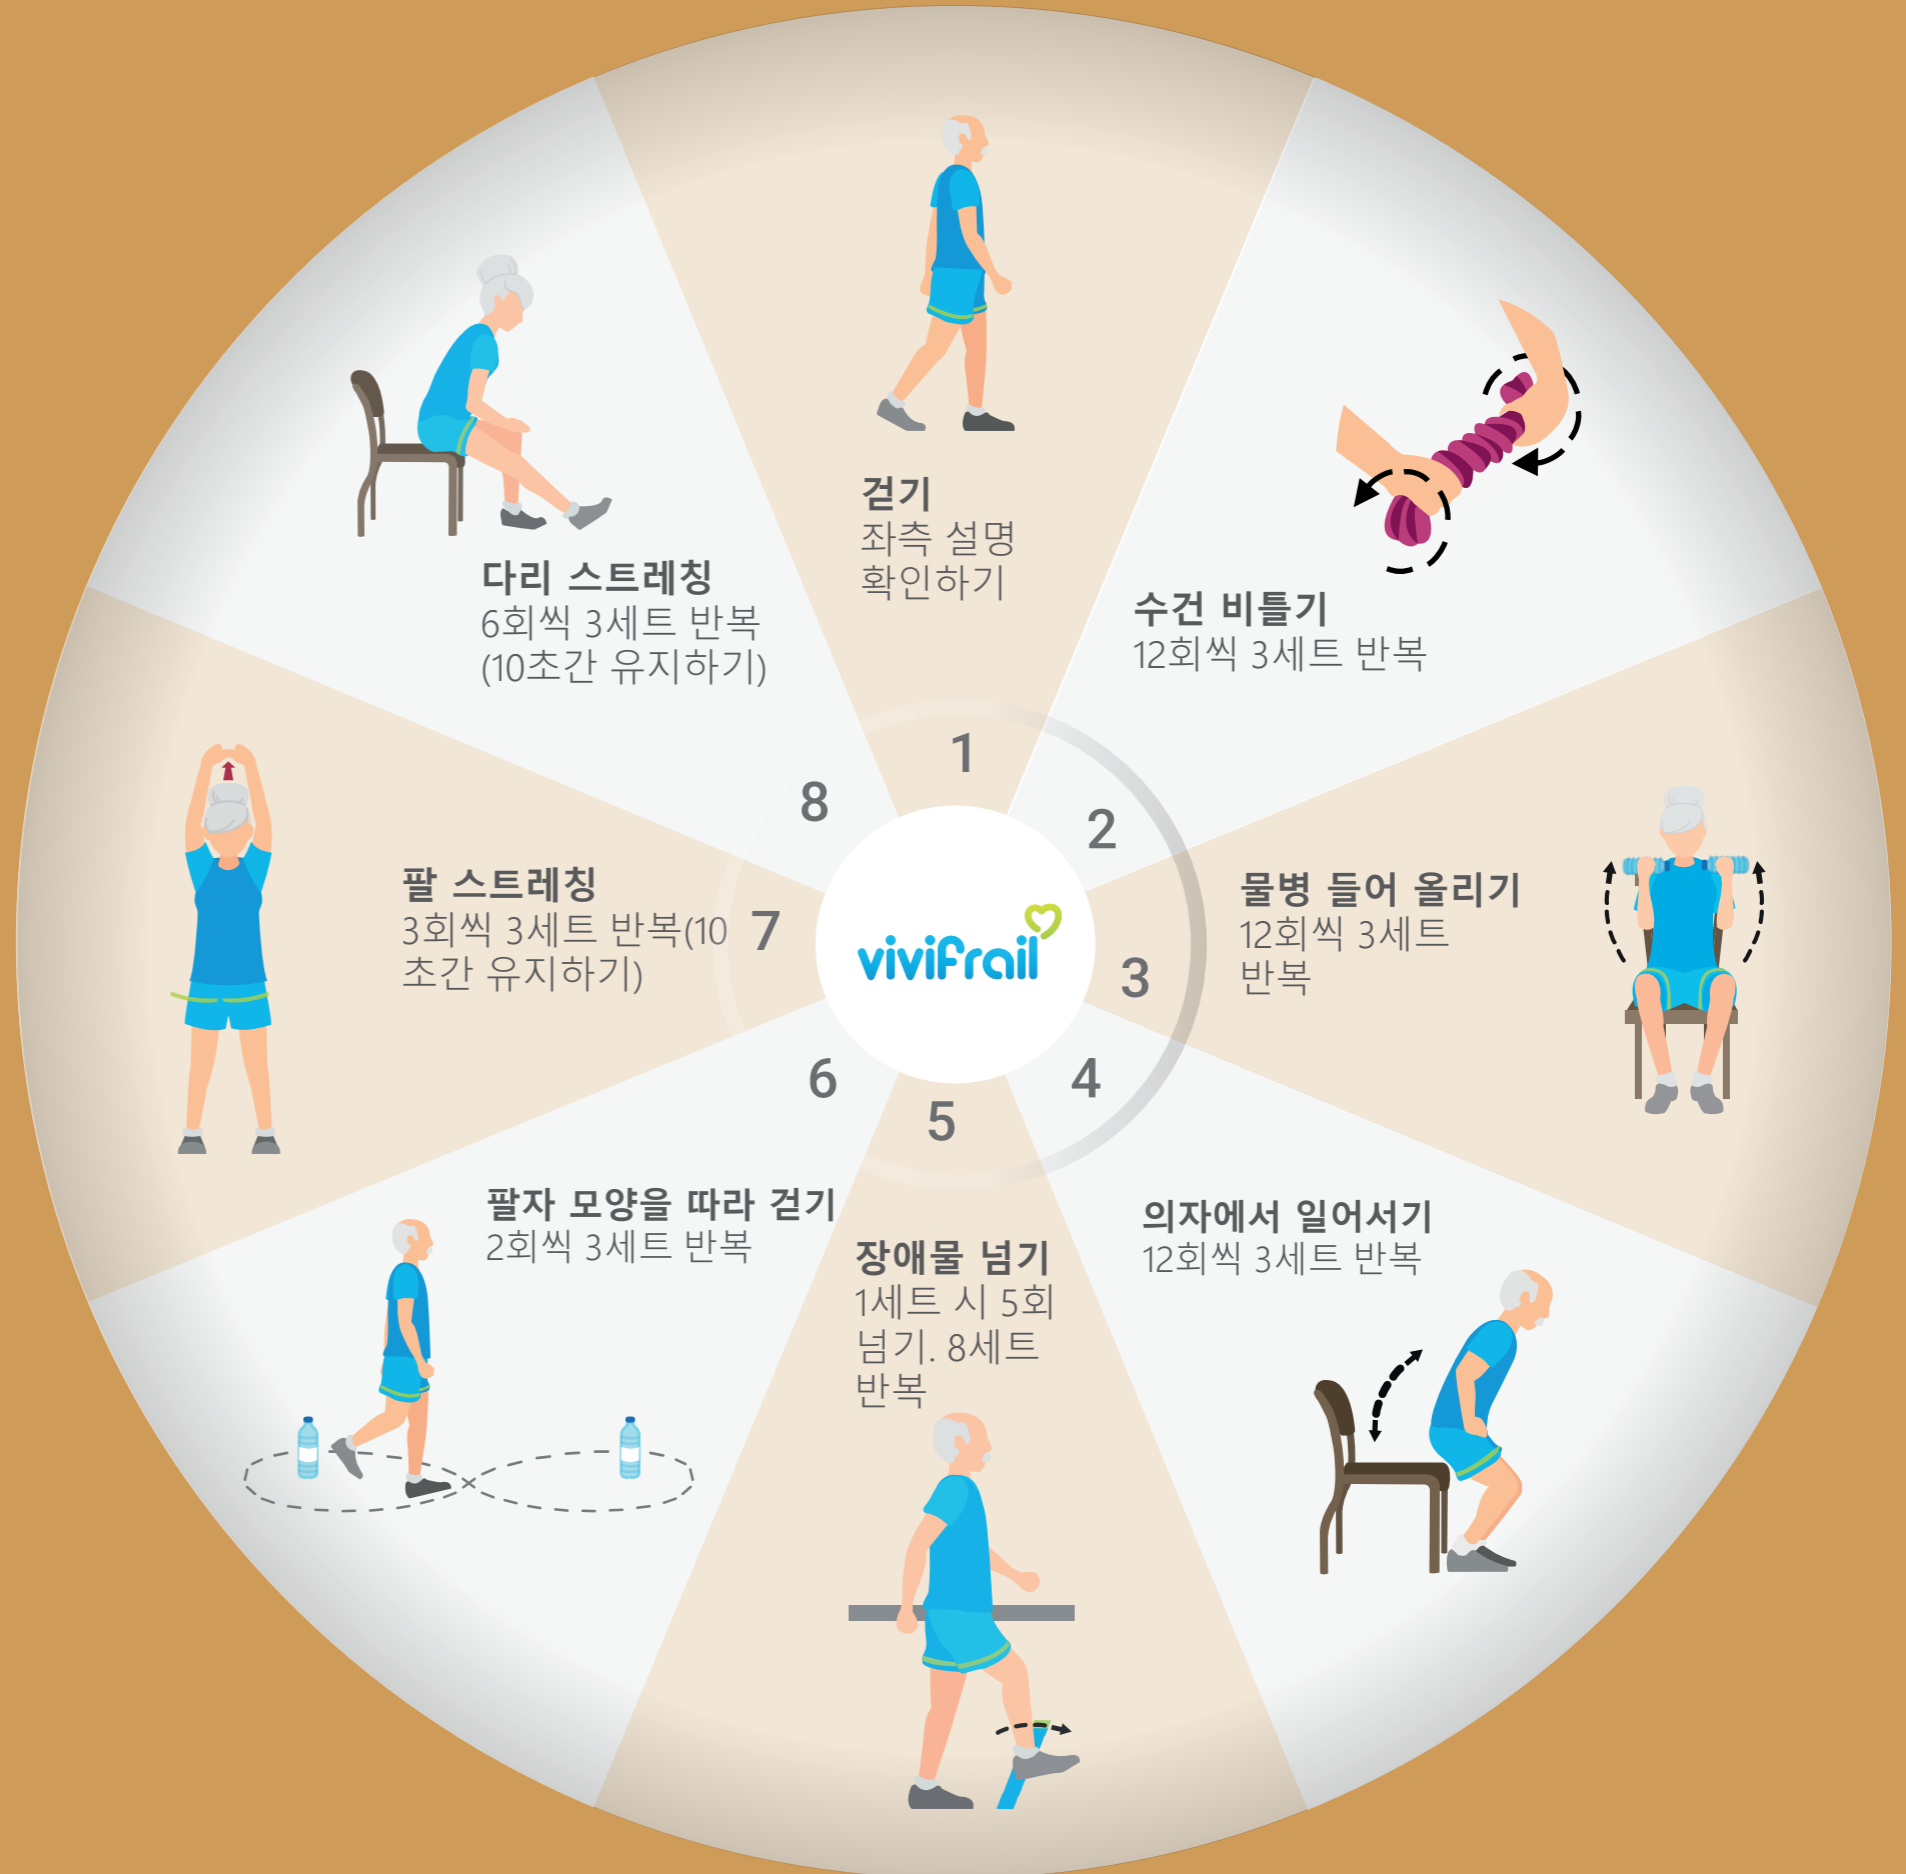 걷기
좌측 설명
확인하기
1
수건 비틀기
12회씩 3세트 반복
2
물병 들어 올리기
12회씩 3세트
반복
3
의자에서 일어서기
12회씩 3세트 반복
4
장애물 넘기
1세트 시 5회
넘기. 8세트
반복
5
팔자 모양을 따라 걷기
2회씩 3세트 반복
6
팔 스트레칭
3회씩 3세트 반복(10
초간 유지하기)
7
다리 스트레칭
6회씩 3세트 반복
(10초간 유지하기)
8
vivifrail